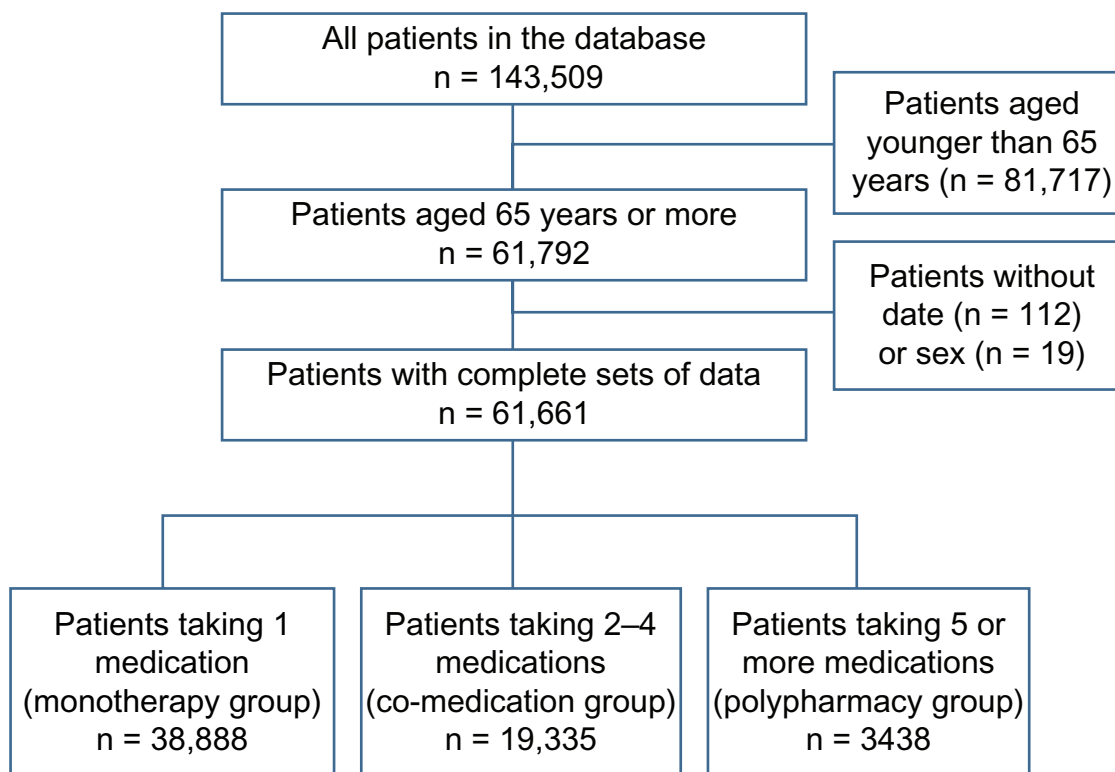 All patients in the database
n = 143,509
Patients aged
younger than 65
years (n = 81,717)
Patients aged 65 years or more
n = 61,792
Patients without
date (n = 112)
or sex (n = 19)
Patients with complete sets of data
n = 61,661
Patients taking 1
medication
(monotherapy group)
n = 38,888
Patients taking 2–4
medications
(co-medication group)
n = 19,335
Patients taking 5 or
more medications
(polypharmacy group)
n = 3438